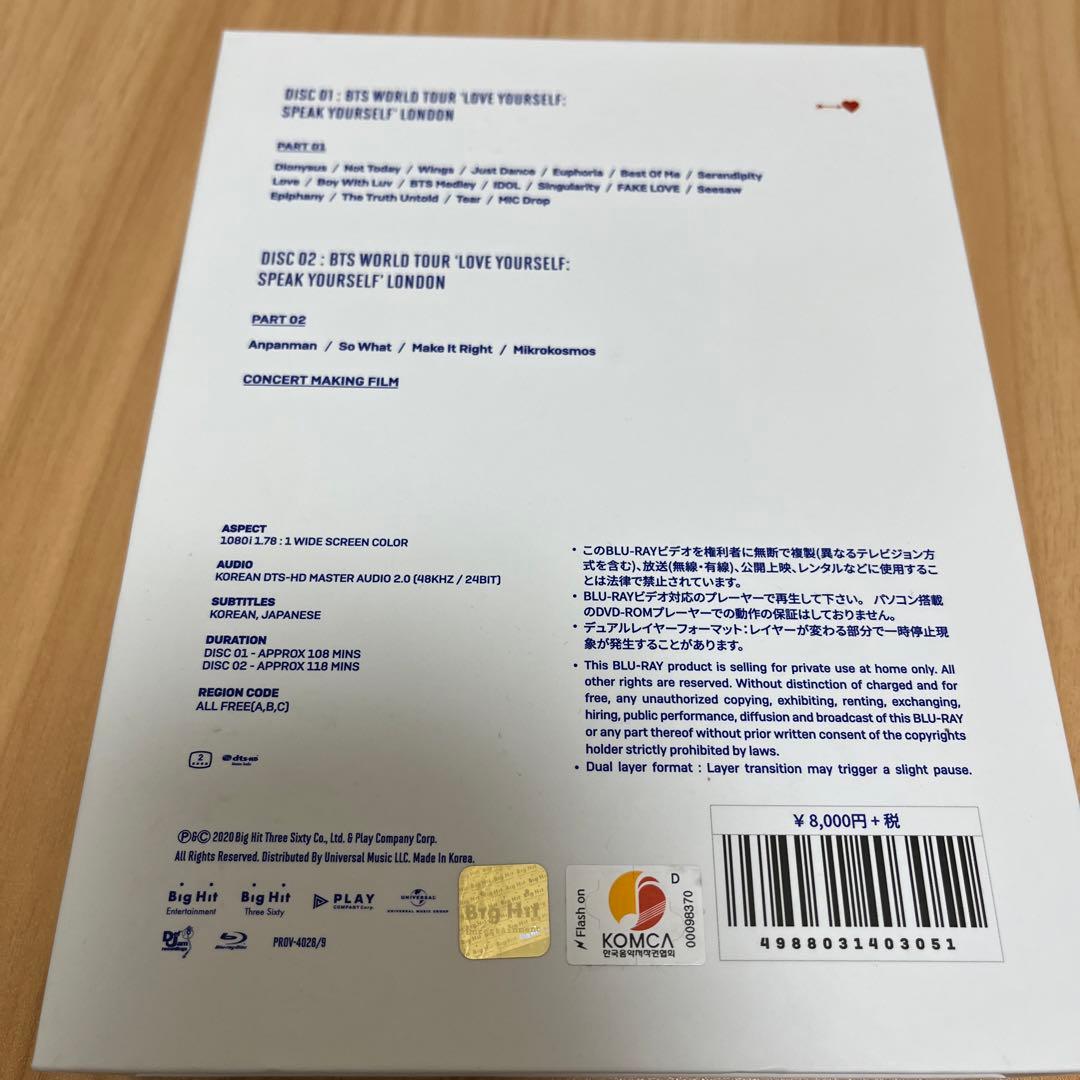 DISC 01 : BTS WORLD TOUR 'LOVE YOURSELF:
SPEAK YOURSELF' LONDON
PART 01
Dionysus / Not Today / Wings / Just Dance / Euphoria / Best Of Me / Serendipity
Love / Boy With Luv / BTS Medley / IDOL / Singularity / FAKE LOVE / Seesaw
Epiphany / The Truth Untold / Tear / MIC Drop
DISC 02 : BTS WORLD TOUR 'LOVE YOURSELF:
SPEAK YOURSELF' LONDON
PART 02
Anpanman / So What / Make It Right / Mikrokosmos
CONCERT MAKING FILM
ASPECT
1080i 1.78 : 1 WIDE SCREEN COLOR
AUDIO
KOREAN DTS-HD MASTER AUDIO 2.0 (48KHZ / 24BIT)
SUBTITLES
KOREAN, JAPANESE
DURATION
DISC 01 - APPROX 108 MINS
DISC 02 - APPROX 118 MINS
REGION CODE
ALL FREE(A,B,C)
2
dts-HD
• このBLU-RAYビデオを権利者に無断で複製(異なるテレビジョン方
式を含む)、放送(無線・有線)、公開上映、レンタルなどに使用するこ
とは法律で禁止されています。
• BLU-RAYビデオ対応のプレーヤーで再生して下さい。 パソコン搭載
のDVD-ROMプレーヤーでの動作の保証はしておりません。
• デュアルレイヤーフォーマット：レイヤーが変わる部分で一時停止現
象が発生することがあります。
• This BLU-RAY product is selling for private use at home only. All
other rights are reserved. Without distinction of charged and for
free, any unauthorized copying, exhibiting, renting, exchanging,
hiring, public performance, diffusion and broadcast of this BLU-RAY
or any part thereof without prior written consent of the copyrights
holder strictly prohibited by laws.
• Dual layer format : Layer transition may trigger a slight pause.
¥ 8,000円 + 税
4988031403051
Ⓟ&© 2020 Big Hit Three Sixty Co., Ltd. & Play Company Corp.
All Rights Reserved. Distributed By Universal Music LLC. Made In Korea.
Big Hit
Entertainment
Big Hit
Three Sixty
PLAY
COMPANY Corp.
UNIVERSAL
UNIVERSAL MUSIC GROUP
Def Jam
recordings
Blu-ray Disc
PROV-4028/9
Big Hit
Entertainment
Flash on
D
00098370
KOMCA
한국음악저작권협회